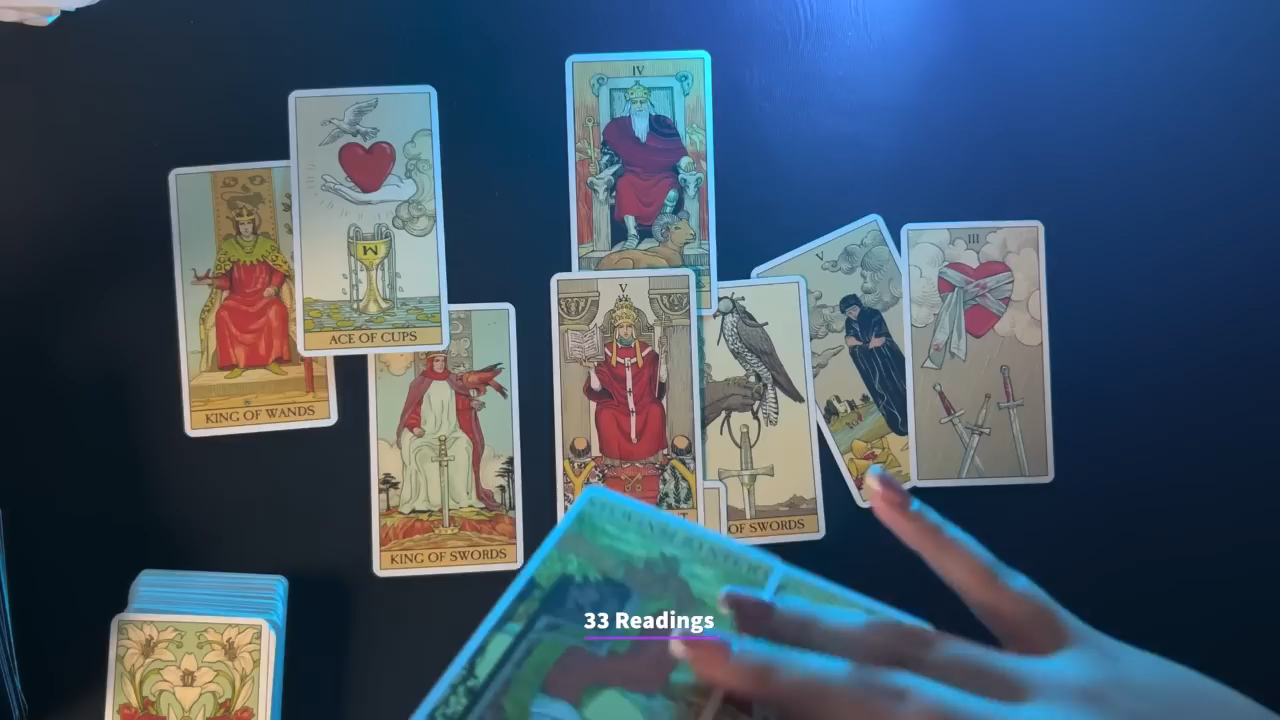 IV
ACE OF CUPS
KING OF WANDS
V
V
III
KING OF SWORDS
OF SWORDS
33 Readings